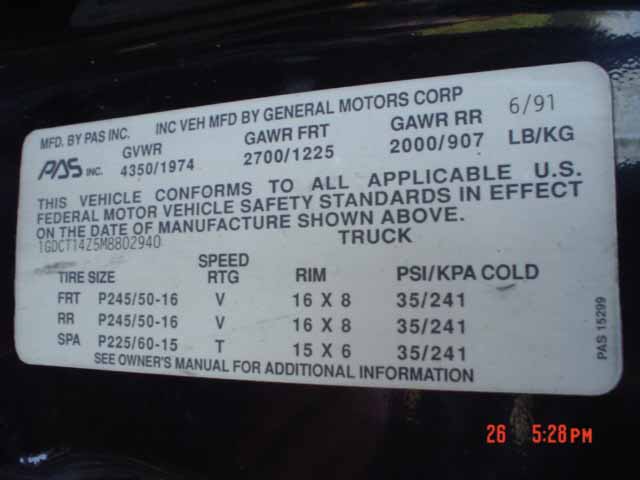 MFD. BY PAS INC. INC VEH MFD BY GENERAL MOTORS CORP 6/91
PAS INC. GVWR GAWR FRT GAWR RR
4350/1974 2700/1225 2000/907 LB/KG
THIS VEHICLE CONFORMS TO ALL APPLICABLE U.S.
FEDERAL MOTOR VEHICLE SAFETY STANDARDS IN EFFECT
ON THE DATE OF MANUFACTURE SHOWN ABOVE.
1GDCT14Z5M8802940 TRUCK
TIRE SIZE SPEED RTG RIM PSI/KPA COLD
FRT P245/50-16 V 16 X 8 35/241
RR P245/50-16 V 16 X 8 35/241
SPA P225/60-15 T 15 X 6 35/241
SEE OWNER'S MANUAL FOR ADDITIONAL INFORMATION
PAS 15299
26 5:28PM